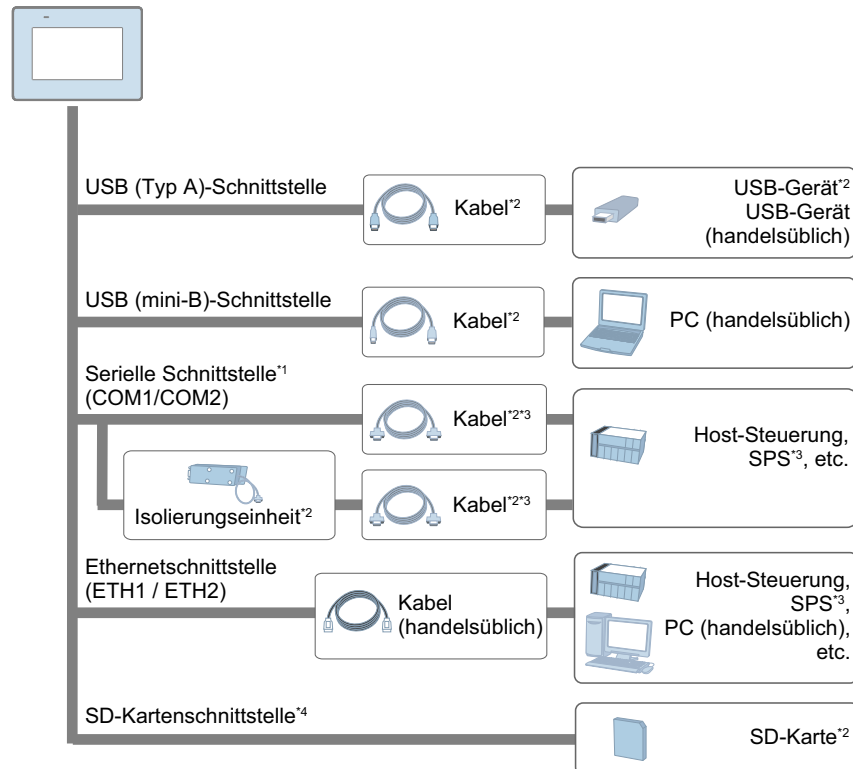 USB (Typ A)-Schnittstelle
Kabel*2
USB-Gerät*2
USB-Gerät
(handelsüblich)
USB (mini-B)-Schnittstelle
Kabel*2
PC (handelsüblich)
Serielle Schnittstelle*1
(COM1/COM2)
Kabel*2*3
Host-Steuerung,
SPS*3, etc.
Isolierungseinheit*2
Kabel*2*3
Ethernetschnittstelle
(ETH1 / ETH2)
Kabel
(handelsüblich)
Host-Steuerung,
SPS*3,
PC (handelsüblich),
etc.
SD-Kartenschnittstelle*4
SD-Karte*2